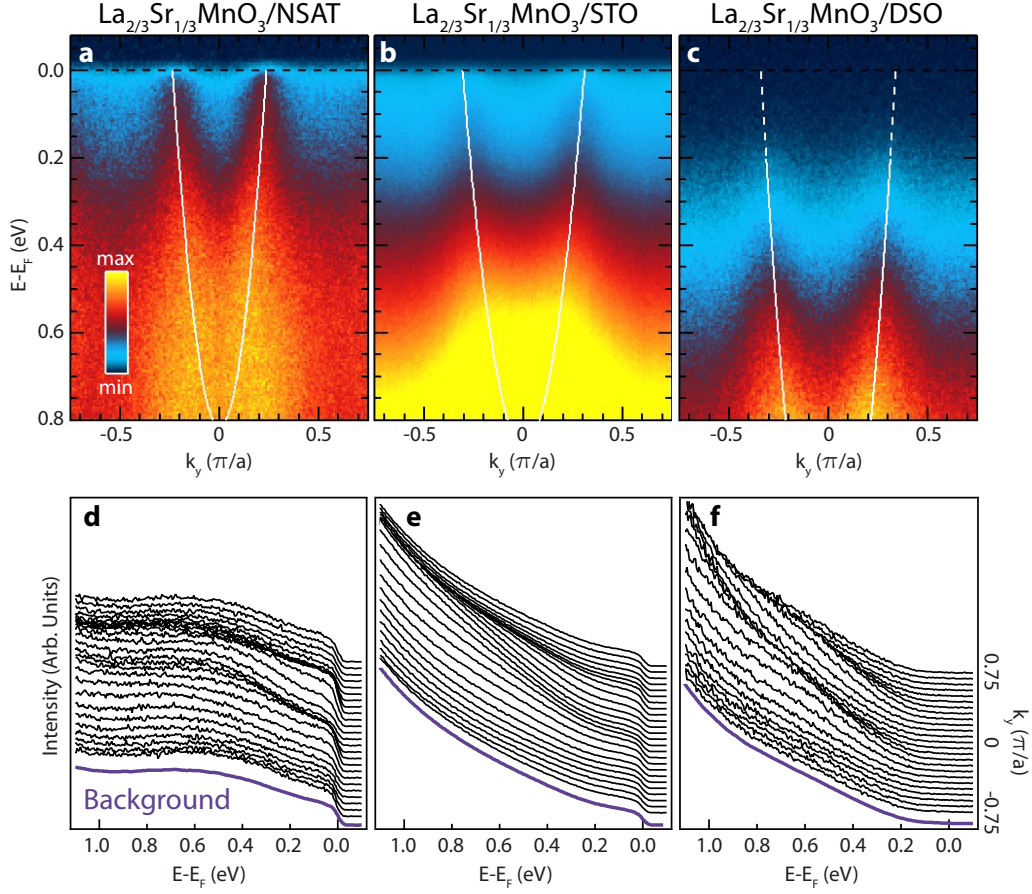 La2/3Sr1/3MnO3/NSAT
La2/3Sr1/3MnO3/STO
La2/3Sr1/3MnO3/DSO
a
b
c
0.0
0.2
0.4
0.6
0.8
E-EF (eV)
max
min
-0.5 0 0.5
-0.5 0 0.5
-0.5 0 0.5
ky (π/a)
ky (π/a)
ky (π/a)
d
e
f
Intensity (Arb. Units)
Background
0.75
0
-0.75
ky (π/a)
1.0 0.8 0.6 0.4 0.2 0.0
1.0 0.8 0.6 0.4 0.2 0.0
1.0 0.8 0.6 0.4 0.2 0.0
E-EF (eV)
E-EF (eV)
E-EF (eV)